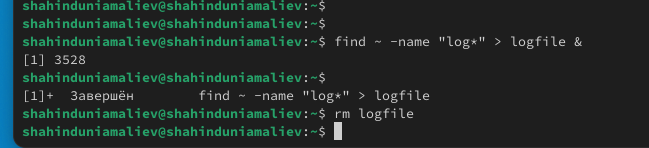 shahinduniamaliev@shahinduniamaliev:~$
shahinduniamaliev@shahinduniamaliev:~$
shahinduniamaliev@shahinduniamaliev:~$ find ~ -name "log*" > logfile &
[1] 3528
shahinduniamaliev@shahinduniamaliev:~$
[1]+  Завершён        find ~ -name "log*" > logfile
shahinduniamaliev@shahinduniamaliev:~$ rm logfile
shahinduniamaliev@shahinduniamaliev:~$